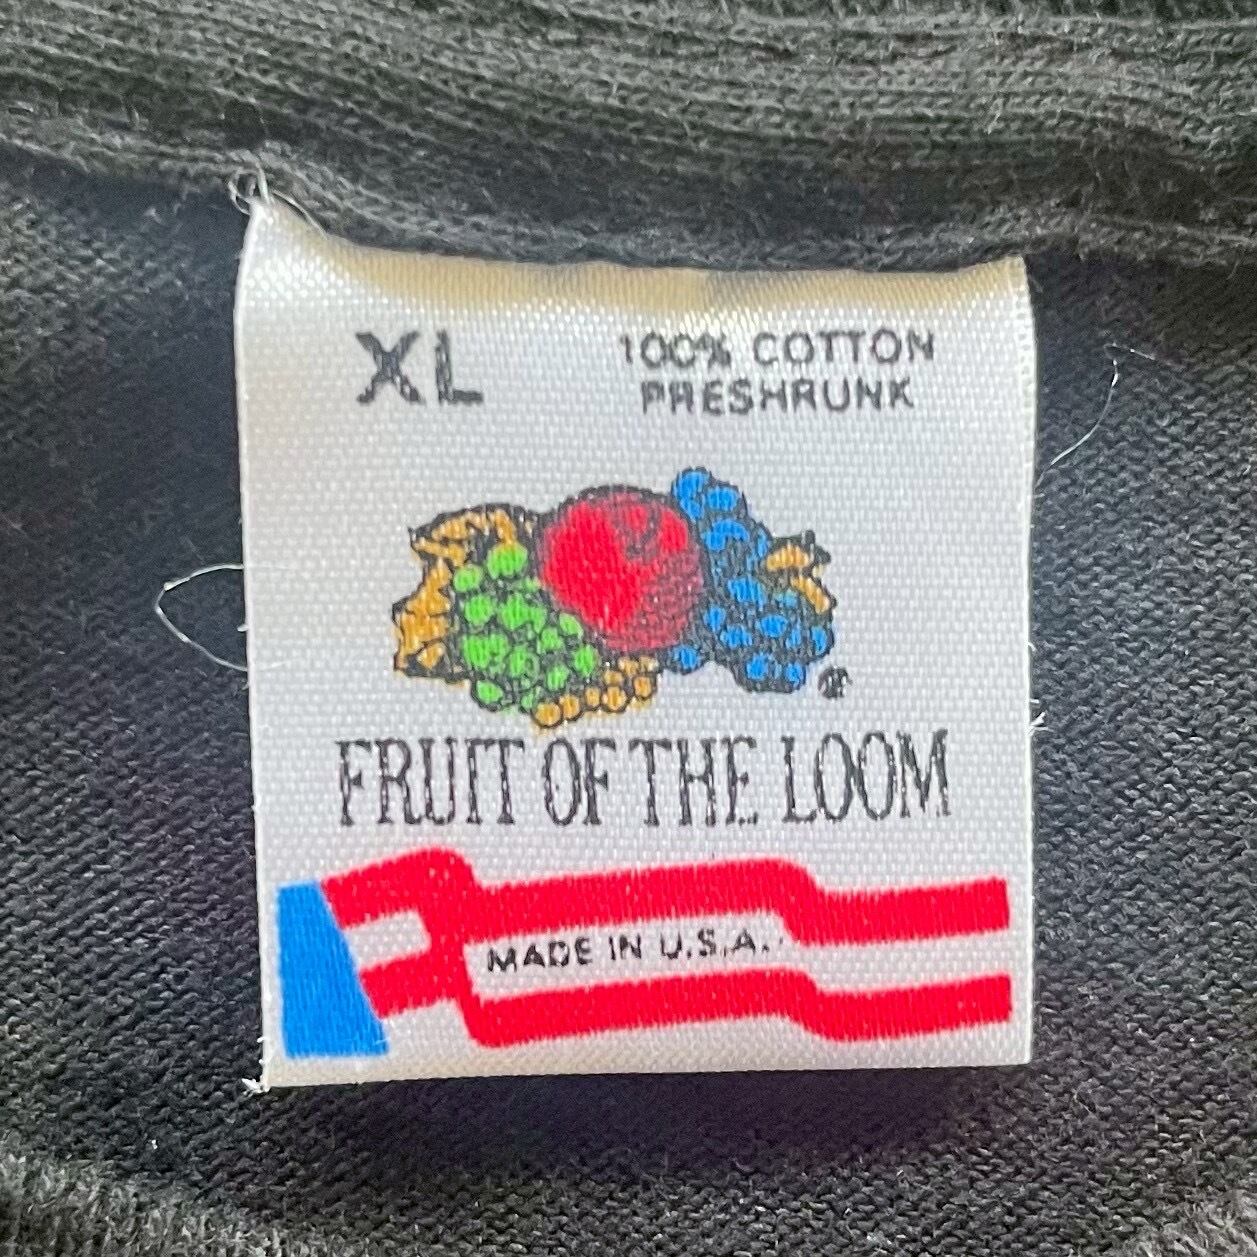 XL
100% COTTON
PRESHRUNK
®
FRUIT OF THE LOOM
MADE IN U.S.A.